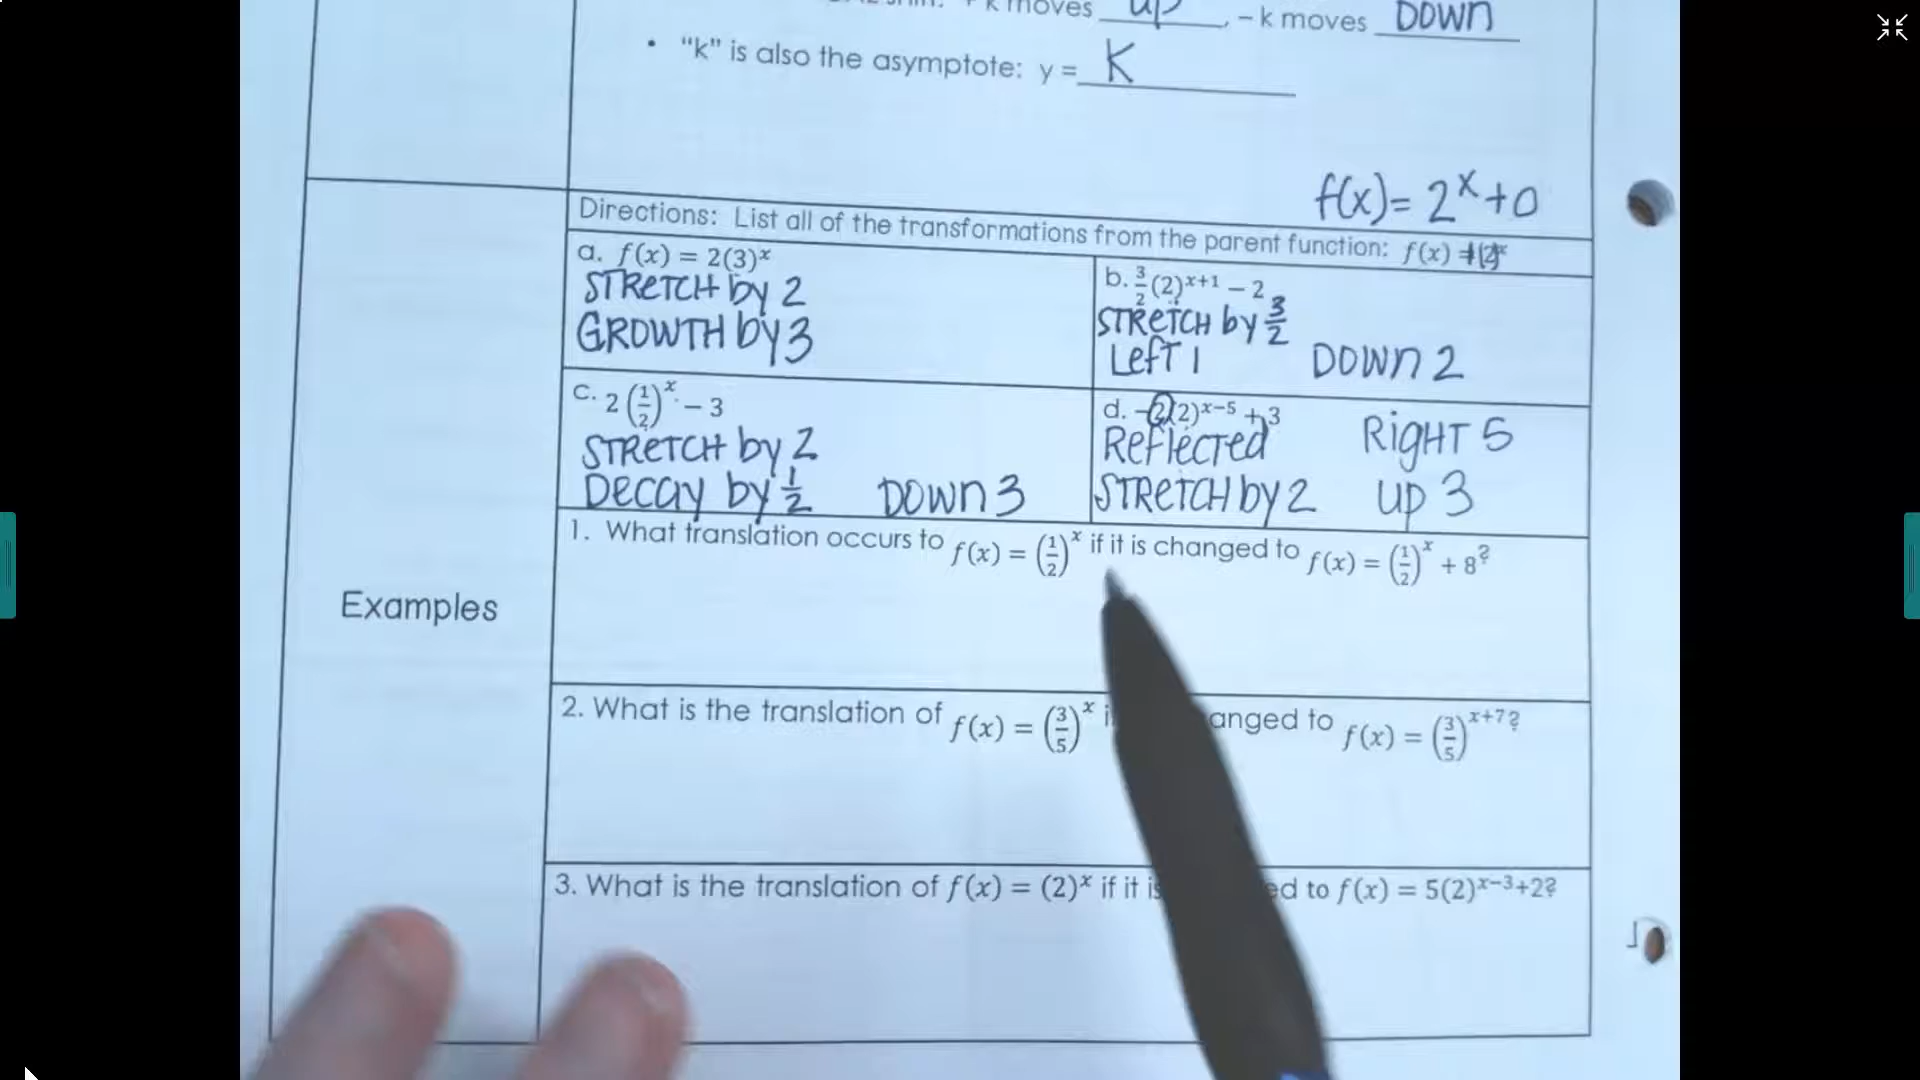 k moves up, – k moves DOWN
• "k" is also the asymptote: y = K
f(x)= 2ˣ+0
Directions: List all of the transformations from the parent function: f(x)
a. f(x) = 2(3)ˣ
STRETCH by 2
GROWTH by 3
b. 3/2 (2)ˣ⁺¹ – 2
STRETCH by 3/2
Left 1 DOWN 2
c. 2 (1/2)ˣ – 3
STRETCH by 2
Decay by 1/2 DOWN 3
d. –2(2)ˣ⁻⁵ + 3
Reflected Right 5
STRETCH by 2 up 3
Examples
1. What translation occurs to f(x) = (1/2)ˣ if it is changed to f(x) = (1/2)ˣ + 8?
2. What is the translation of f(x) = (3/5)ˣ i anged to f(x) = (3/5)ˣ⁺⁷?
3. What is the translation of f(x) = (2)ˣ if it is ed to f(x) = 5(2)ˣ⁻³+2?